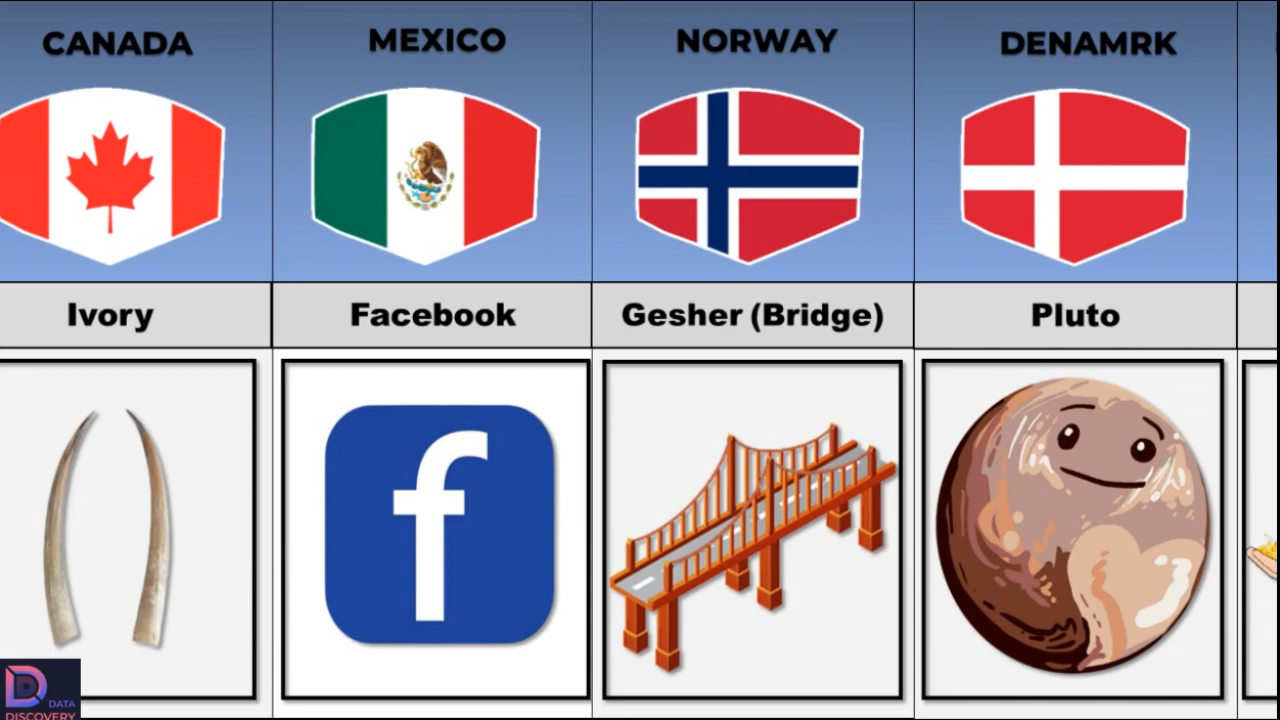 CANADA
MEXICO
NORWAY
DENAMRK
Ivory
Facebook
Gesher (Bridge)
Pluto
f
DATA
DISCOVERY